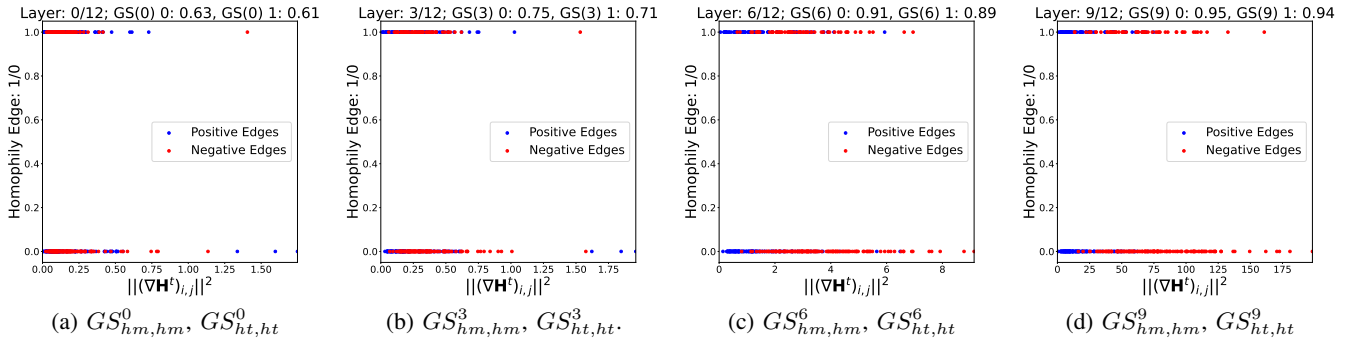 Layer: 0/12; GS(0) 0: 0.63, GS(0) 1: 0.61
Homophily Edge: 1/0
1.0
0.8
0.6
0.4
0.2
0.0
Positive Edges
Negative Edges
0.00 0.25 0.50 0.75 1.00 1.25 1.50
||(∇H^t)_{i,j}||^2
(a) GS^0_{hm,hm}, GS^0_{ht,ht}
Layer: 3/12; GS(3) 0: 0.75, GS(3) 1: 0.71
Homophily Edge: 1/0
1.0
0.8
0.6
0.4
0.2
0.0
Positive Edges
Negative Edges
0.00 0.25 0.50 0.75 1.00 1.25 1.50 1.75
||(∇H^t)_{i,j}||^2
(b) GS^3_{hm,hm}, GS^3_{ht,ht}.
Layer: 6/12; GS(6) 0: 0.91, GS(6) 1: 0.89
Homophily Edge: 1/0
1.0
0.8
0.6
0.4
0.2
0.0
Positive Edges
Negative Edges
0 2 4 6 8
||(∇H^t)_{i,j}||^2
(c) GS^6_{hm,hm}, GS^6_{ht,ht}
Layer: 9/12; GS(9) 0: 0.95, GS(9) 1: 0.94
Homophily Edge: 1/0
1.0
0.8
0.6
0.4
0.2
0.0
Positive Edges
Negative Edges
0 25 50 75 100 125 150 175
||(∇H^t)_{i,j}||^2
(d) GS^9_{hm,hm}, GS^9_{ht,ht}